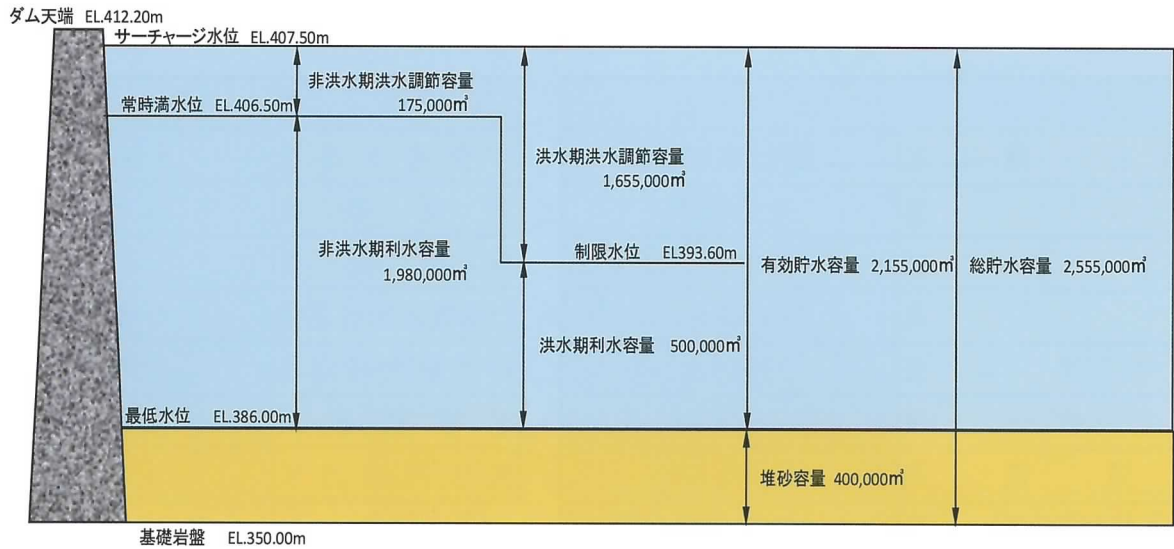 ダム天端 EL.412.20m
サーチャージ水位 EL.407.50m
非洪水期洪水調節容量
175,000㎥
常時満水位 EL.406.50m
洪水期洪水調節容量
1,655,000㎥
非洪水期利水容量
1,980,000㎥
制限水位 EL393.60m
有効貯水容量 2,155,000㎥
総貯水容量 2,555,000㎥
洪水期利水容量 500,000㎥
最低水位 EL.386.00m
堆砂容量 400,000㎥
基礎岩盤 EL.350.00m